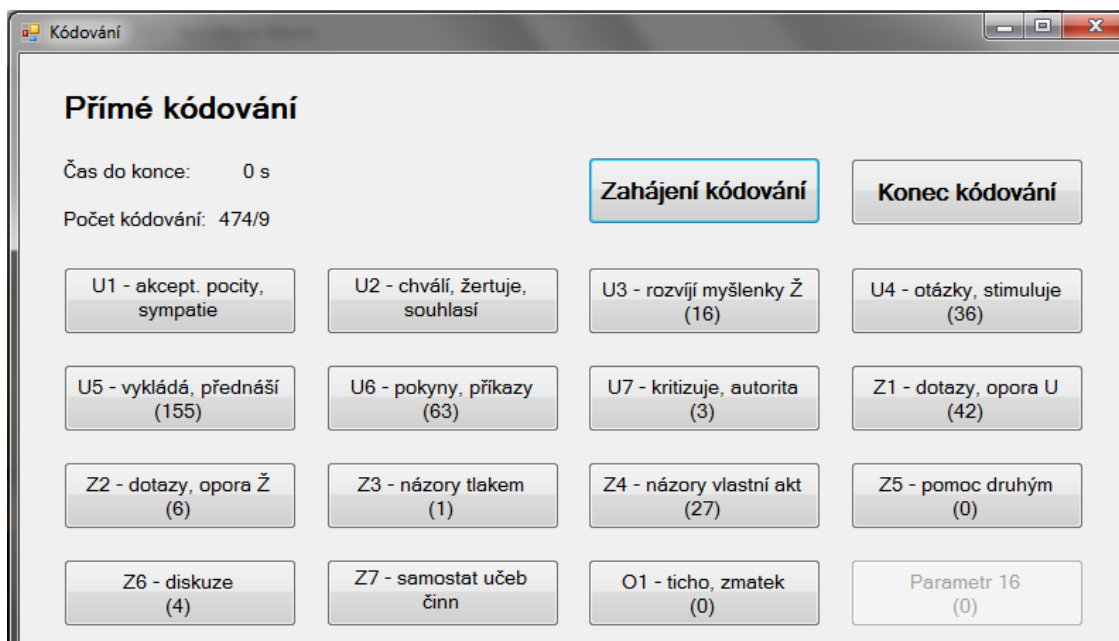 Kódování
Přímé kódování
Čas do konce: 0 s
Počet kódování: 474/9
Zahájení kódování
Konec kódování
U1 - akcept. pocity,
sympatie
U2 - chválí, žertuje,
souhlasí
U3 - rozvíjí myšlenky Ž
(16)
U4 - otázky, stimuluje
(36)
U5 - vykládá, přednáší
(155)
U6 - pokyny, příkazy
(63)
U7 - kritizuje, autorita
(3)
Z1 - dotazy, opora U
(42)
Z2 - dotazy, opora Ž
(6)
Z3 - názory tlakem
(1)
Z4 - názory vlastní akt
(27)
Z5 - pomoc druhým
(0)
Z6 - diskuze
(4)
Z7 - samostat učeb
činn
O1 - ticho, zmatek
(0)
Parametr 16
(0)